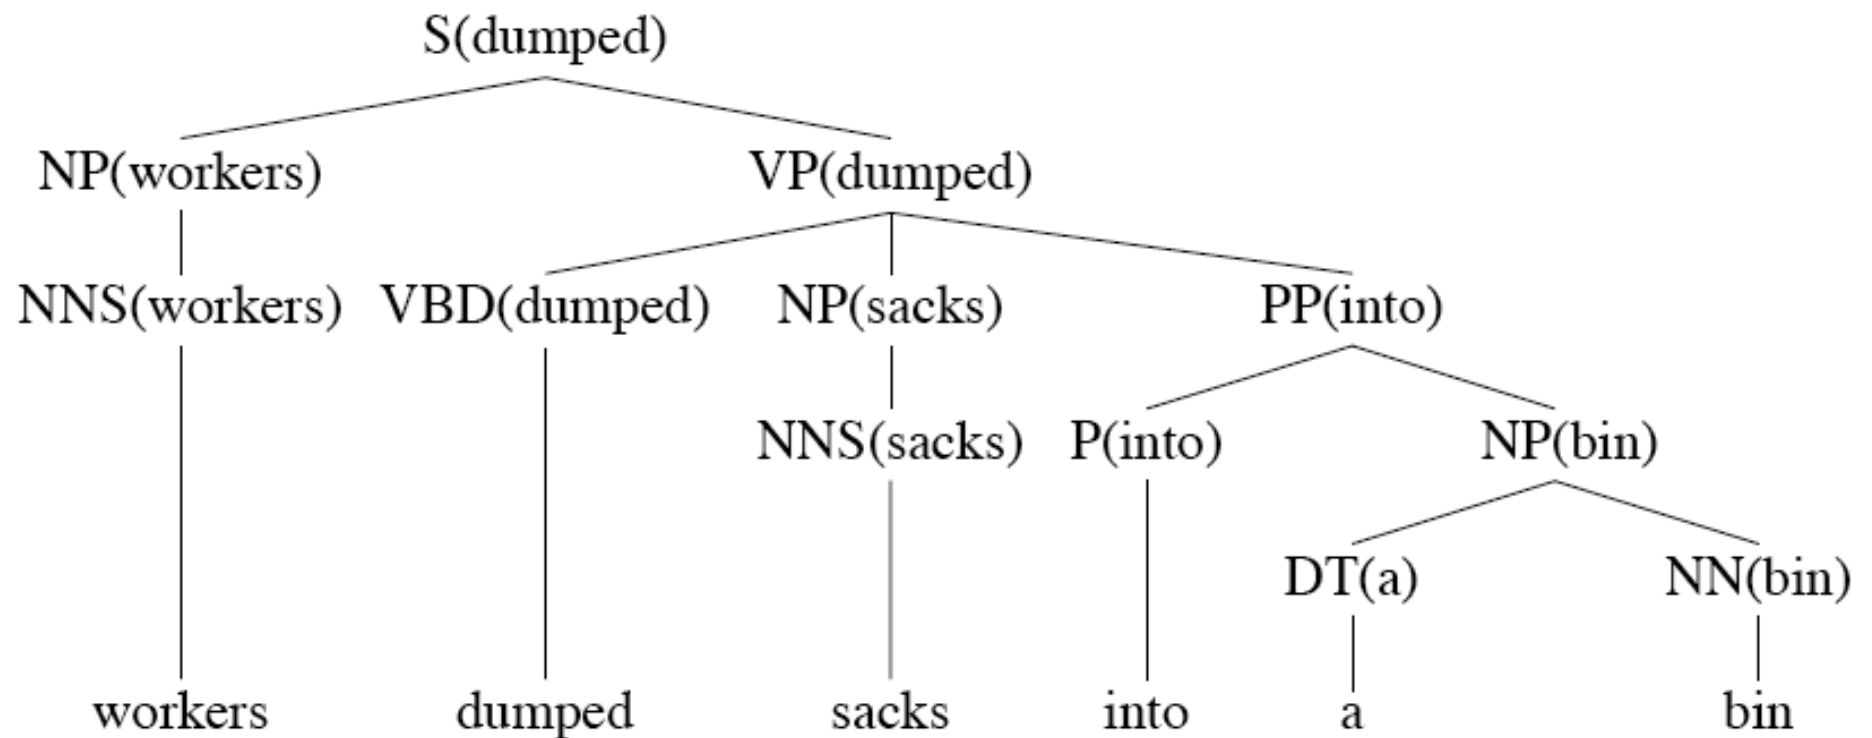 S(dumped)
NP(workers) VP(dumped)
NNS(workers) VBD(dumped) NP(sacks) PP(into)
NNS(sacks) P(into) NP(bin)
DT(a) NN(bin)
workers dumped sacks into a bin